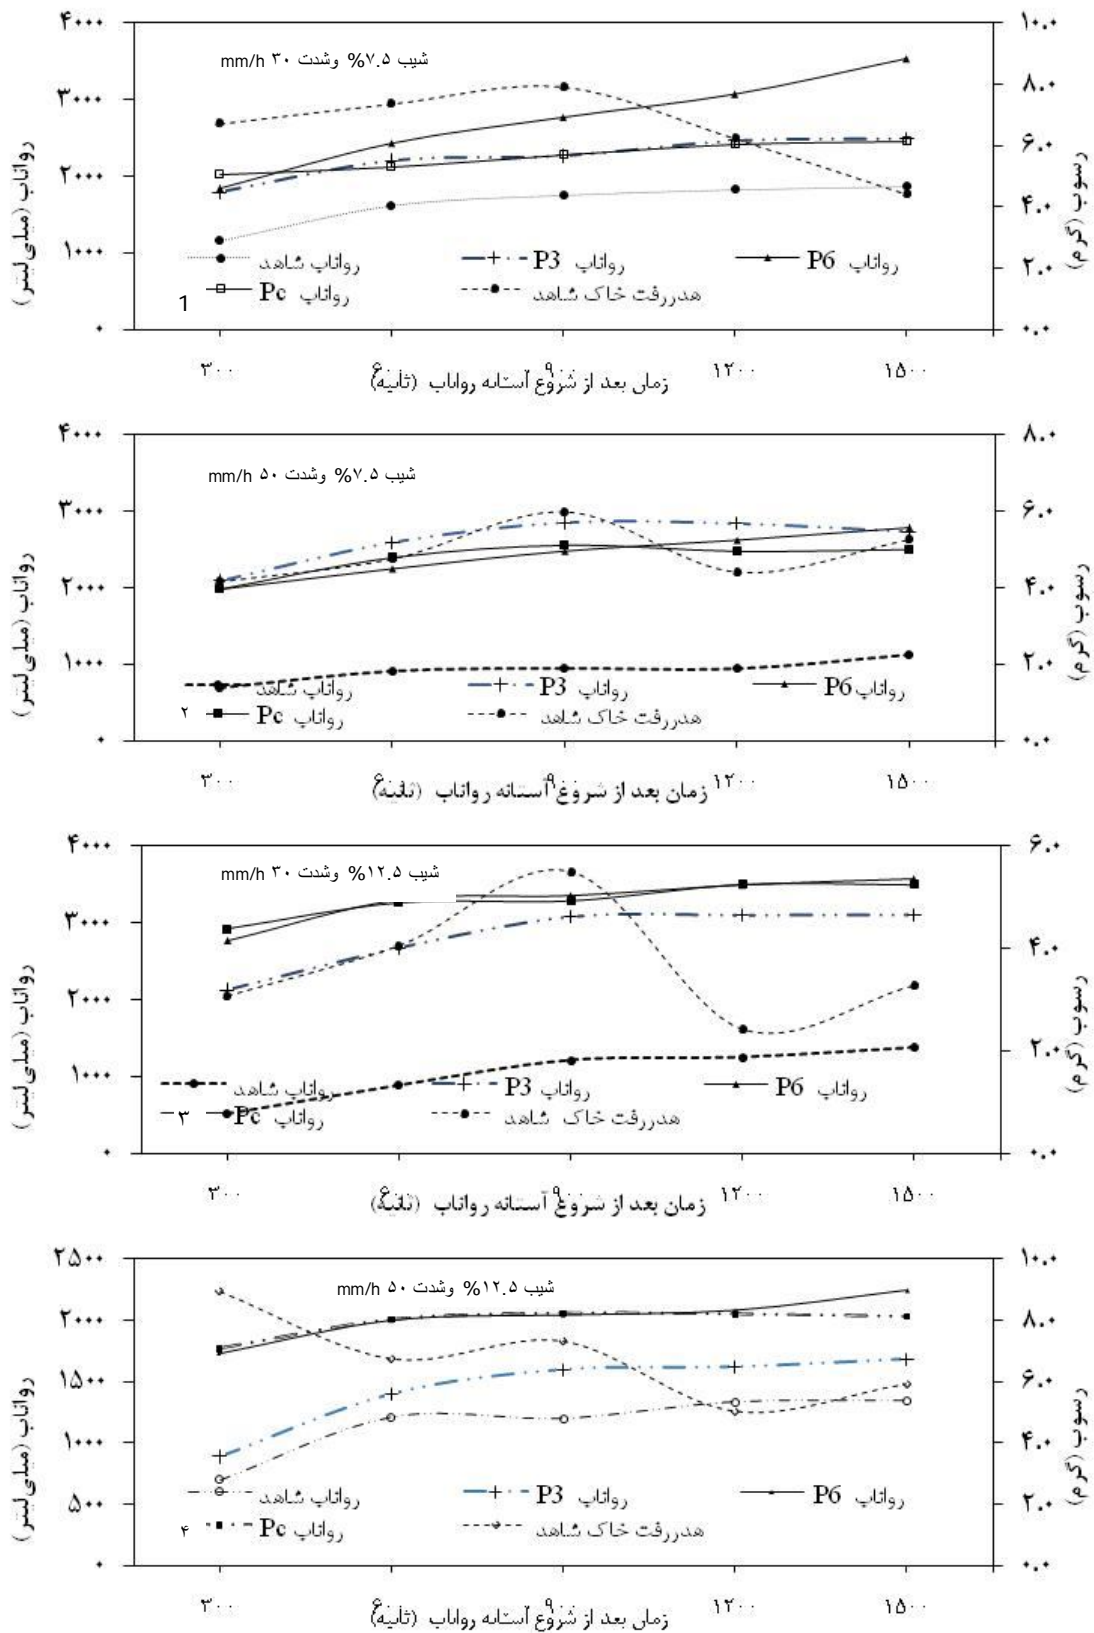 شیب ۷.۵% وشدت ۳۰ mm/h
۴۰۰۰
۳۰۰۰
۲۰۰۰
۱۰۰۰
۰
رواناب (میلی لیتر)
۱۰.۰
۸.۰
۶.۰
۴.۰
۲.۰
۰.۰
رسوب (گرم)
رواناب شاهد
رواناب P3
رواناب P6
رواناب Pc
هدررفت خاک شاهد
1
۳۰۰
۶۰۰
۹۰۰
۱۲۰۰
۱۵۰۰
زمان بعد از شروع آستانه رواناب (ثانیه)
شیب ۷.۵% وشدت ۵۰ mm/h
۴۰۰۰
۳۰۰۰
۲۰۰۰
۱۰۰۰
۰
رواناب (میلی لیتر)
۸.۰
۶.۰
۴.۰
۲.۰
۰.۰
رسوب (گرم)
رواناب شاهد
رواناب P3
رواناب P6
رواناب Pc
هدررفت خاک شاهد
۲
۳۰۰
۶۰۰
۹۰۰
۱۲۰۰
۱۵۰۰
زمان بعد از شروع آستانه رواناب (ثانیه)
شیب ۱۲.۵% وشدت ۳۰ mm/h
۴۰۰۰
۳۰۰۰
۲۰۰۰
۱۰۰۰
۰
رواناب (میلی لیتر)
۶.۰
۴.۰
۲.۰
۰.۰
رسوب (گرم)
رواناب شاهد
رواناب P3
رواناب P6
رواناب Pc
هدررفت خاک شاهد
۳
۳۰۰
۶۰۰
۹۰۰
۱۲۰۰
۱۵۰۰
زمان بعد از شروع آستانه رواناب (ثانیه)
شیب ۱۲.۵% وشدت ۵۰ mm/h
۲۵۰۰
۲۰۰۰
۱۵۰۰
۱۰۰۰
۵۰۰
۰
رواناب (میلی لیتر)
۱۰.۰
۸.۰
۶.۰
۴.۰
۲.۰
۰.۰
رسوب (گرم)
رواناب شاهد
رواناب P3
رواناب P6
رواناب Pc
هدررفت خاک شاهد
۴
۳۰۰
۶۰۰
۹۰۰
۱۲۰۰
۱۵۰۰
زمان بعد از شروع آستانه رواناب (ثانیه)